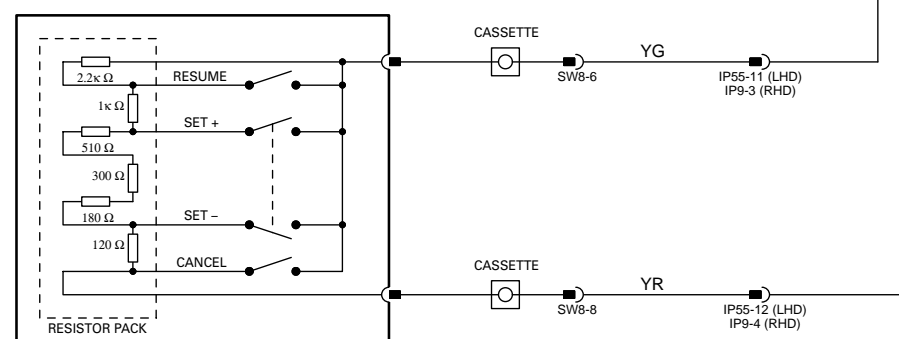 CASSETTE
YG
2.2K Ω
RESUME
SW8-6
IP55-11 (LHD)
IP9-3 (RHD)
1K Ω
SET +
510 Ω
300 Ω
180 Ω
SET –
120 Ω
CANCEL
CASSETTE
YR
SW8-8
IP55-12 (LHD)
IP9-4 (RHD)
RESISTOR PACK